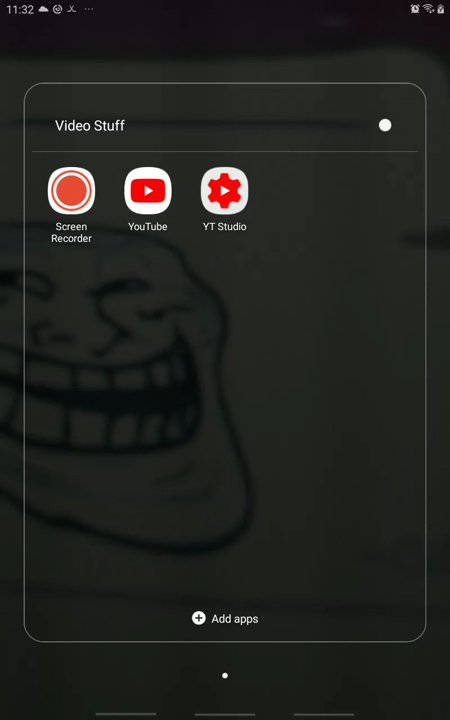 11:32
Video Stuff
Screen
Recorder
YouTube
YT Studio
Add apps